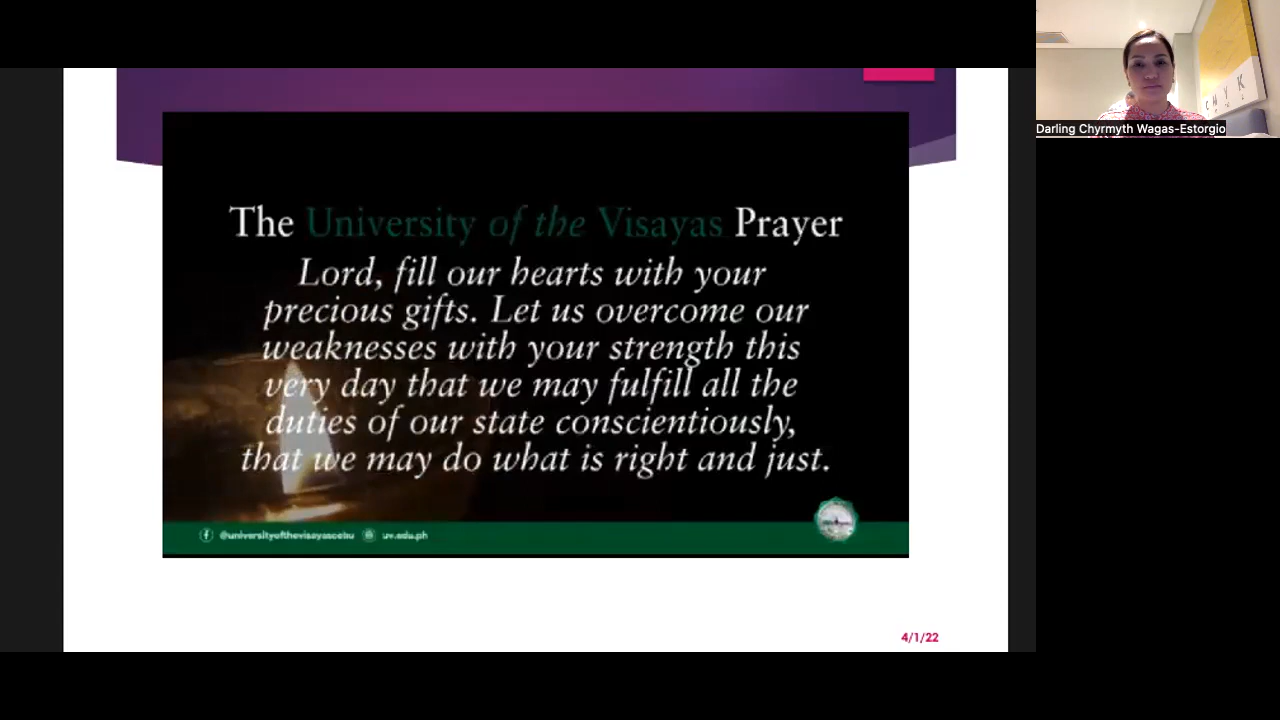 The University of the Visayas Prayer
Lord, fill our hearts with your
precious gifts. Let us overcome our
weaknesses with your strength this
very day that we may fulfill all the
duties of our state conscientiously,
that we may do what is right and just.
@universityofthevisayascebu uv.edu.ph
4/1/22
C M Y K
Darling Chyrmyth Wagas-Estorgio